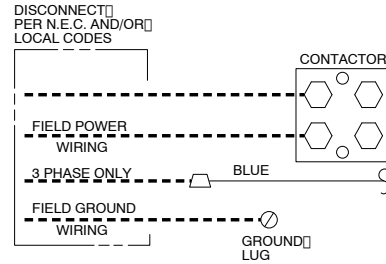 DISCONNECT
PER N.E.C. AND/OR
LOCAL CODES
CONTACTOR
FIELD POWER
WIRING
3 PHASE ONLY
BLUE
FIELD GROUND
WIRING
GROUND
LUG